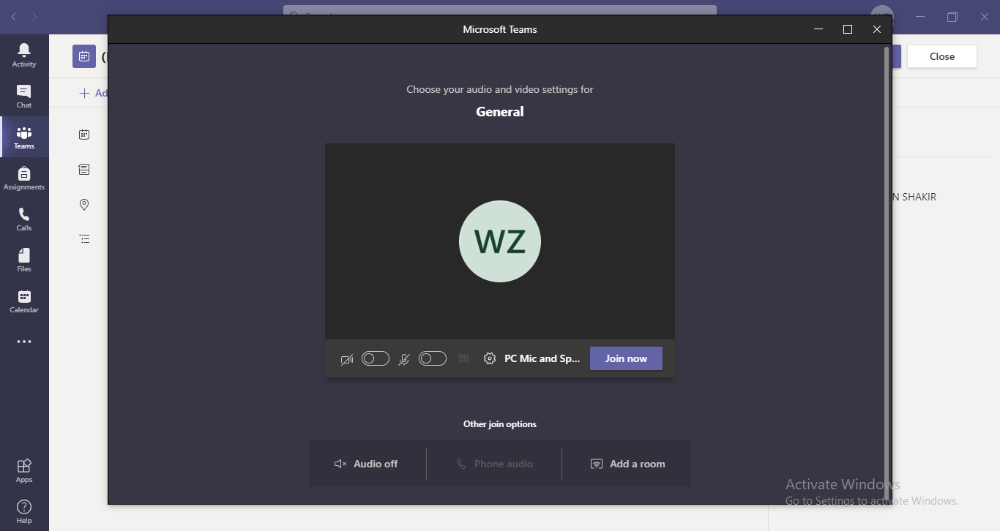 Microsoft Teams
Activity
Chat
Teams
Assignments
Calls
Files
Calendar
Apps
Help
Close
Choose your audio and video settings for
General
WZ
PC Mic and Sp...
Join now
Other join options
Audio off
Phone audio
Add a room
N SHAKIR
Activate Windows
Go to Settings to activate Windows.